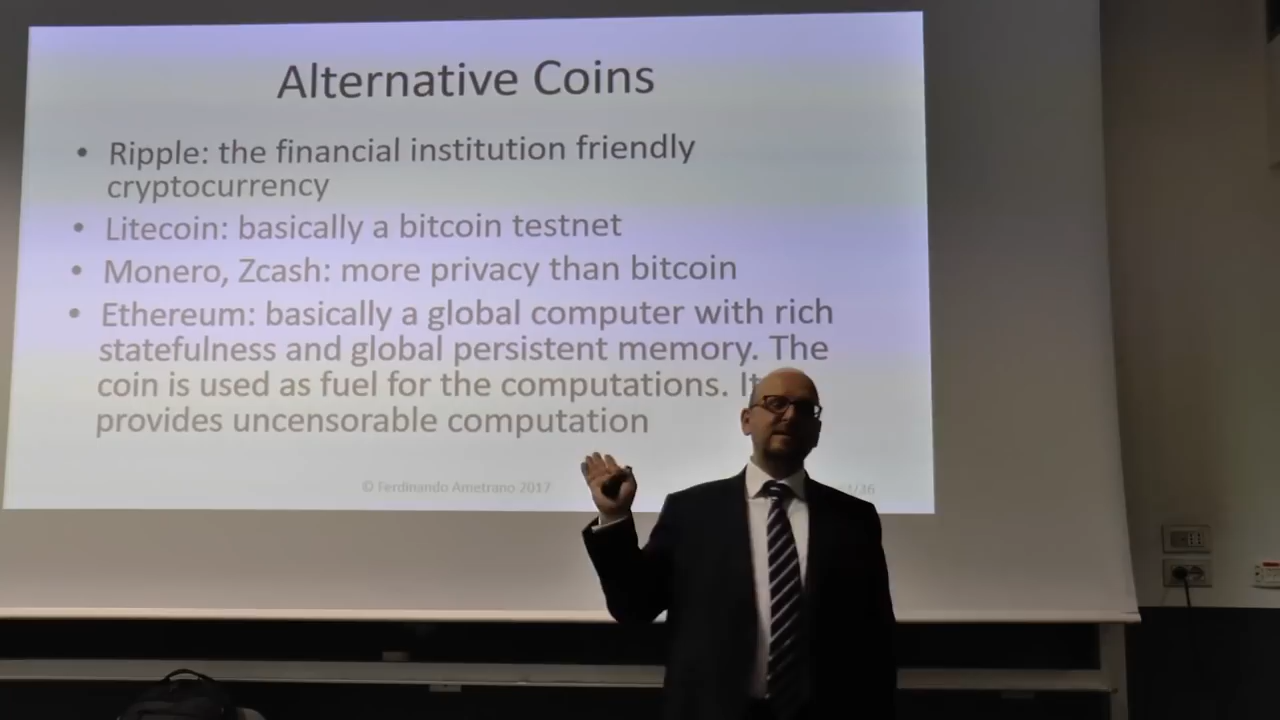 Alternative Coins
• Ripple: the financial institution friendly
cryptocurrency
• Litecoin: basically a bitcoin testnet
• Monero, Zcash: more privacy than bitcoin
• Ethereum: basically a global computer with rich
statefulness and global persistent memory. The
coin is used as fuel for the computations. It
provides uncensorable computation
© Ferdinando Ametrano 2017